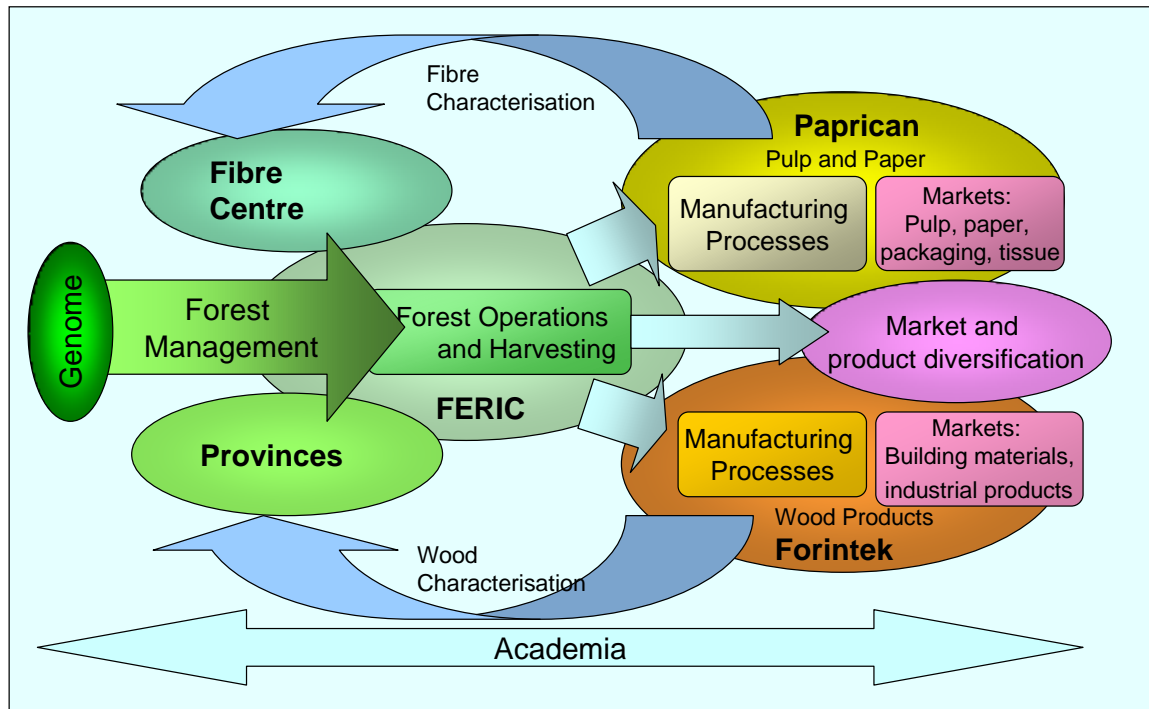 Fibre
Characterisation
Paprican
Pulp and Paper
Manufacturing
Processes
Markets:
Pulp, paper,
packaging, tissue
Fibre
Centre
Genome
Forest
Management
Forest Operations
and Harvesting
FERIC
Market and
product diversification
Provinces
Manufacturing
Processes
Markets:
Building materials,
industrial products
Wood Products
Forintek
Wood
Characterisation
Academia